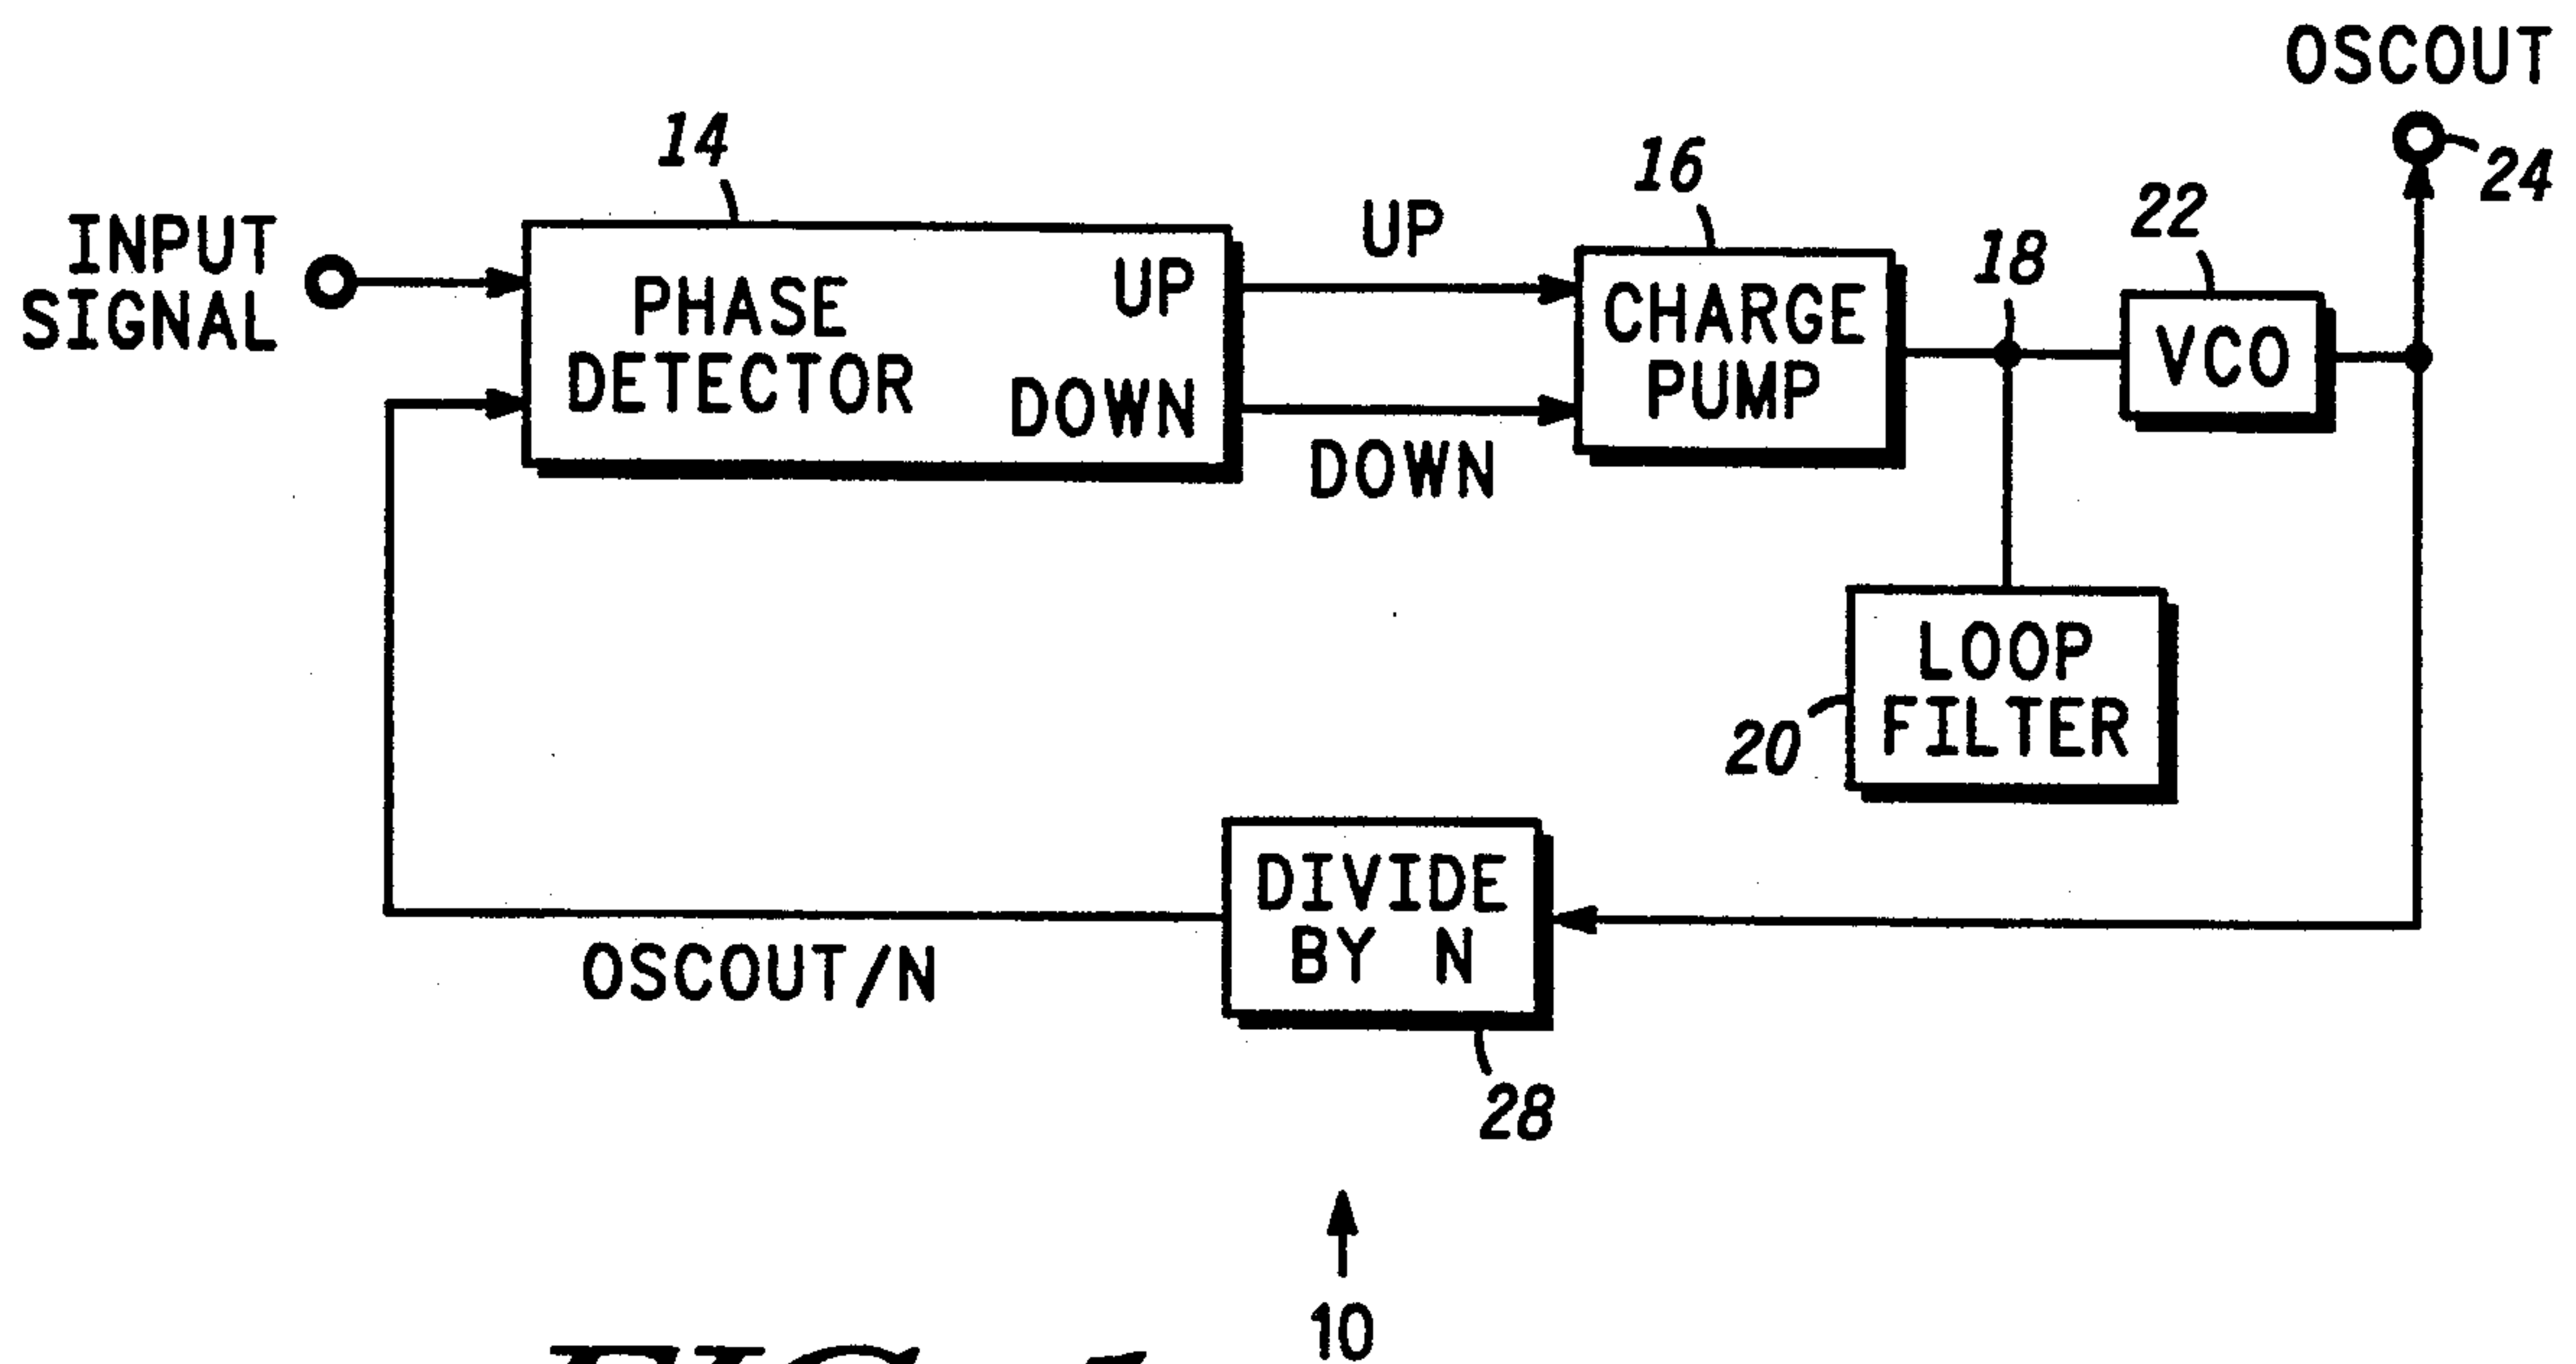 OSCOUT
24
14
16
18
22
INPUT
SIGNAL
PHASE
DETECTOR
UP
DOWN
UP
DOWN
CHARGE
PUMP
VCO
LOOP
FILTER
20
DIVIDE
BY N
OSCOUT/N
28
10